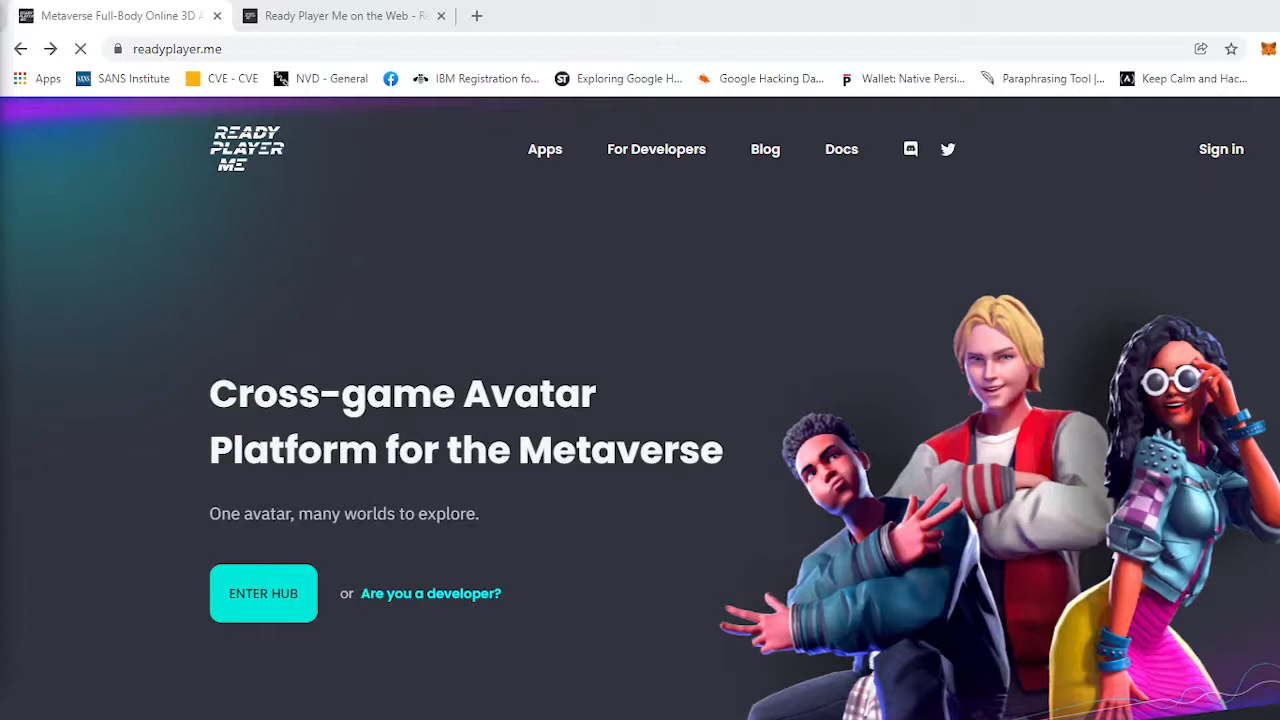 Metaverse Full-Body Online 3D A
Ready Player Me on the Web - Re
readyplayer.me
Apps
SANS Institute
CVE - CVE
NVD - General
IBM Registration fo...
Exploring Google H...
Google Hacking Da...
Wallet: Native Persi...
Paraphrasing Tool |...
Keep Calm and Hac...
READY
PLAYER
ME
Apps
For Developers
Blog
Docs
Sign in
Cross-game Avatar
Platform for the Metaverse
One avatar, many worlds to explore.
ENTER HUB
or Are you a developer?